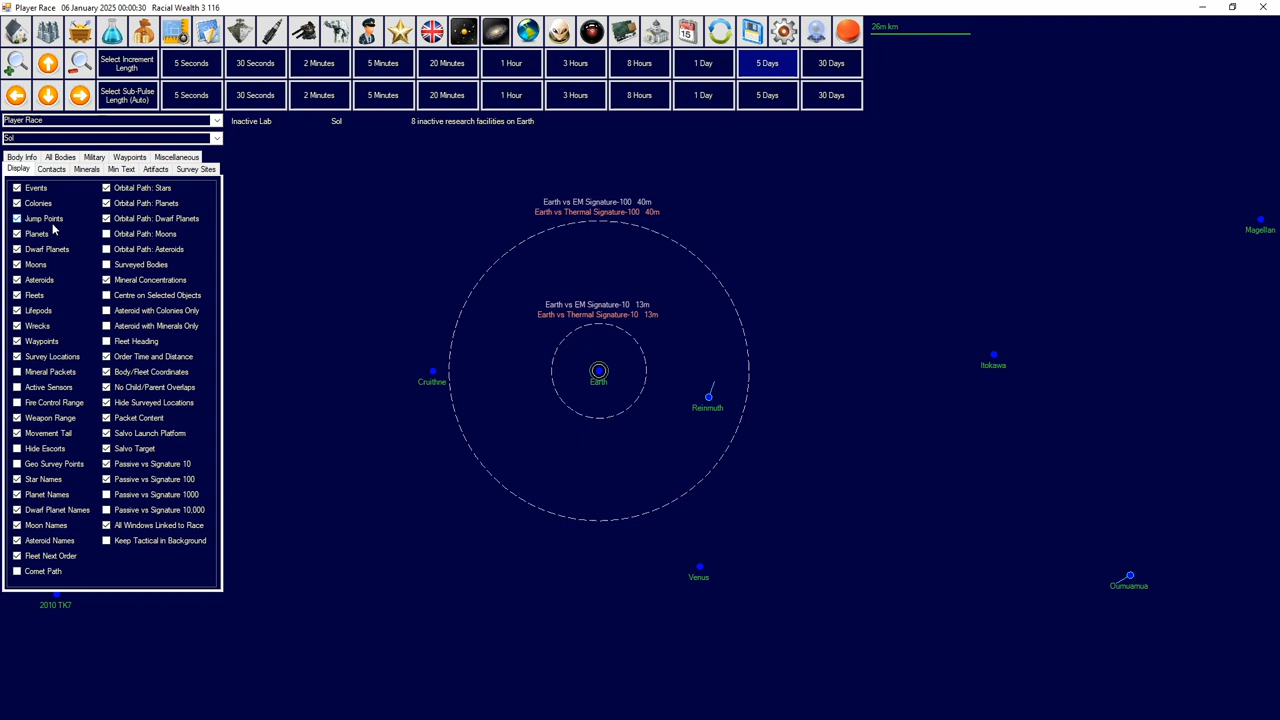 Player Race   06 January 2025 00:00:30   Racial Wealth 3 116
26m km
Select Increment Length
5 Seconds
30 Seconds
2 Minutes
5 Minutes
20 Minutes
1 Hour
3 Hours
8 Hours
1 Day
5 Days
30 Days
Select Sub-Pulse Length (Auto)
5 Seconds
30 Seconds
2 Minutes
5 Minutes
20 Minutes
1 Hour
3 Hours
8 Hours
1 Day
5 Days
30 Days
Player Race
Inactive Lab
Sol
8 inactive research facilities on Earth
Sol
Body Info
All Bodies
Military
Waypoints
Miscellaneous
Display
Contacts
Minerals
Min Text
Artifacts
Survey Sites
Events
Orbital Path: Stars
Colonies
Orbital Path: Planets
Jump Points
Orbital Path: Dwarf Planets
Planets
Orbital Path: Moons
Dwarf Planets
Orbital Path: Asteroids
Moons
Surveyed Bodies
Asteroids
Mineral Concentrations
Fleets
Centre on Selected Objects
Lifepods
Asteroid with Colonies Only
Wrecks
Asteroid with Minerals Only
Waypoints
Fleet Heading
Survey Locations
Order Time and Distance
Mineral Packets
Body/Fleet Coordinates
Active Sensors
No Child/Parent Overlaps
Fire Control Range
Hide Surveyed Locations
Weapon Range
Packet Content
Movement Tail
Salvo Launch Platform
Hide Escorts
Salvo Target
Geo Survey Points
Passive vs Signature 10
Star Names
Passive vs Signature 100
Planet Names
Passive vs Signature 1000
Dwarf Planet Names
Passive vs Signature 10,000
Moon Names
All Windows Linked to Race
Asteroid Names
Keep Tactical in Background
Fleet Next Order
Comet Path
Earth vs EM Signature-100   40m
Earth vs Thermal Signature-100   40m
Magellan
Earth vs EM Signature-10   13m
Earth vs Thermal Signature-10   13m
Itokawa
Cruithne
Earth
Reinmuth
Venus
Oumuamua
2010 TK7